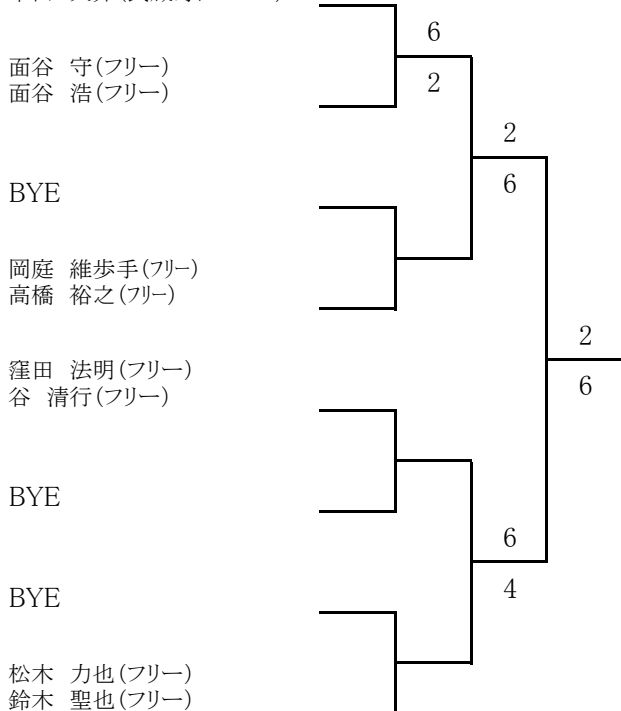 面谷 守(フリー)
面谷 浩(フリー)
BYE
岡庭 維歩手(フリー)
高橋 裕之(フリー)
窪田 法明(フリー)
谷 清行(フリー)
BYE
BYE
松木 力也(フリー)
鈴木 聖也(フリー)
6
2
2
6
2
6
6
4